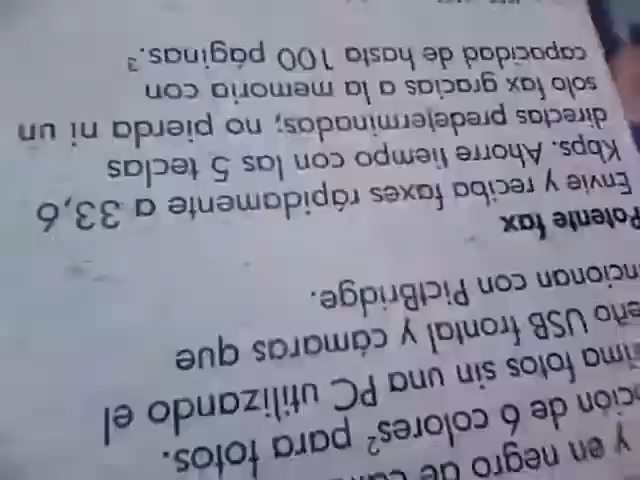 y en negro de
ción de 6 colores² para fotos.
ima fotos sin una PC utilizando el
eño USB frontal y cámaras que
ncionan con PictBridge.
Potente fax
Envíe y reciba faxes rápidamente a 33,6
Kbps. Ahorre tiempo con las 5 teclas
directas predeterminadas; no pierda ni un
solo fax gracias a la memoria con
capacidad de hasta 100 páginas.³